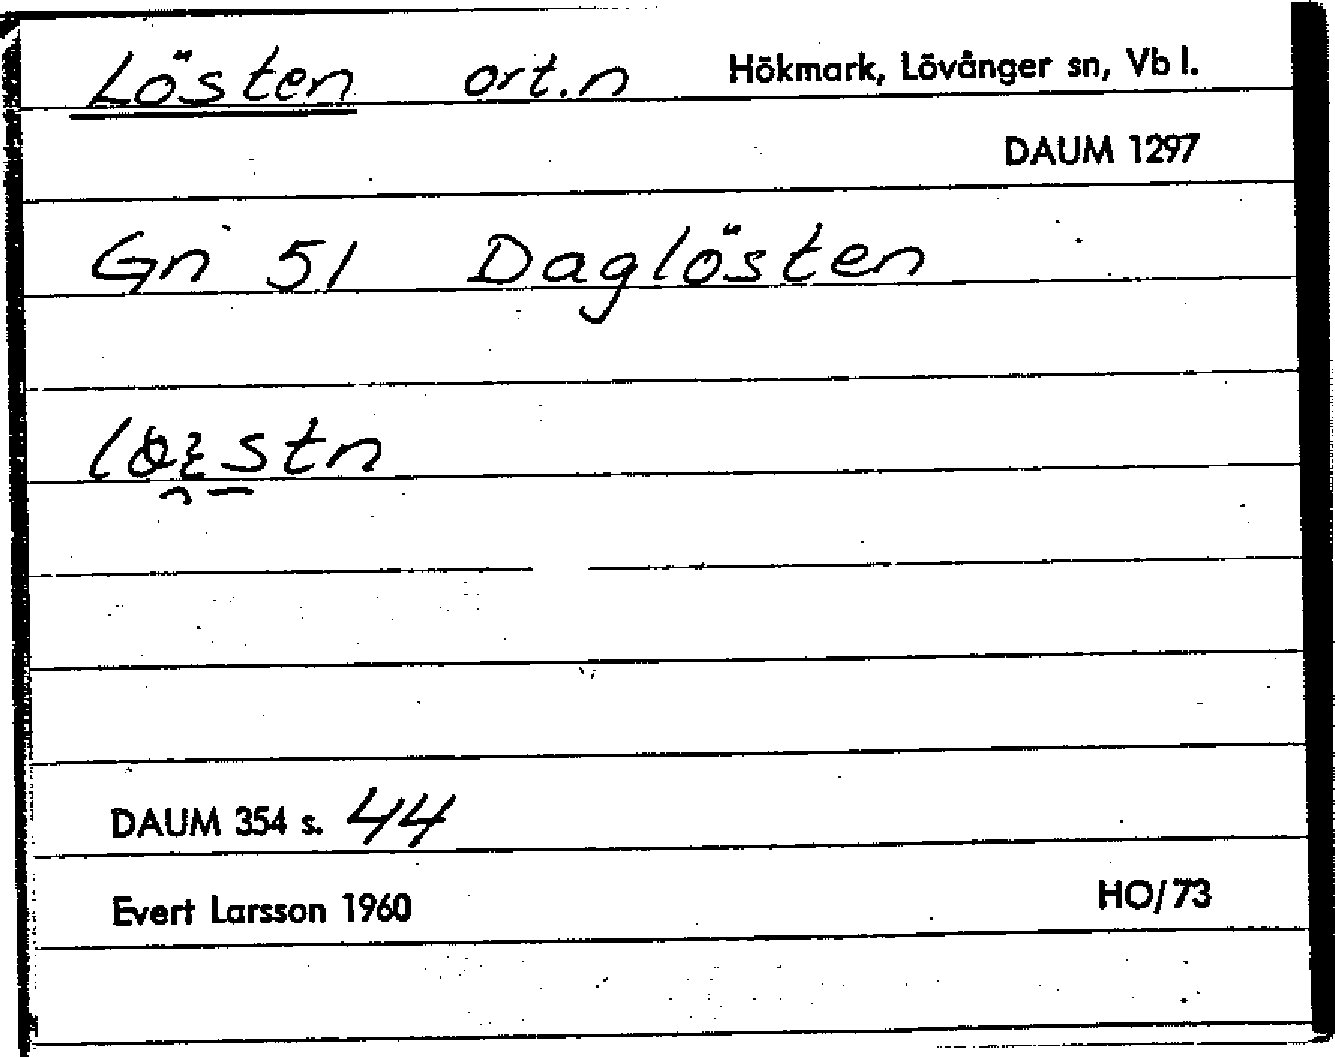 Lösten ort.n Hökmark, Lövånger sn, Vb l.
DAUM 1297
Gn 51 Daglösten
DAUM 354 s. 44
Evert Larsson 1960 HO/73